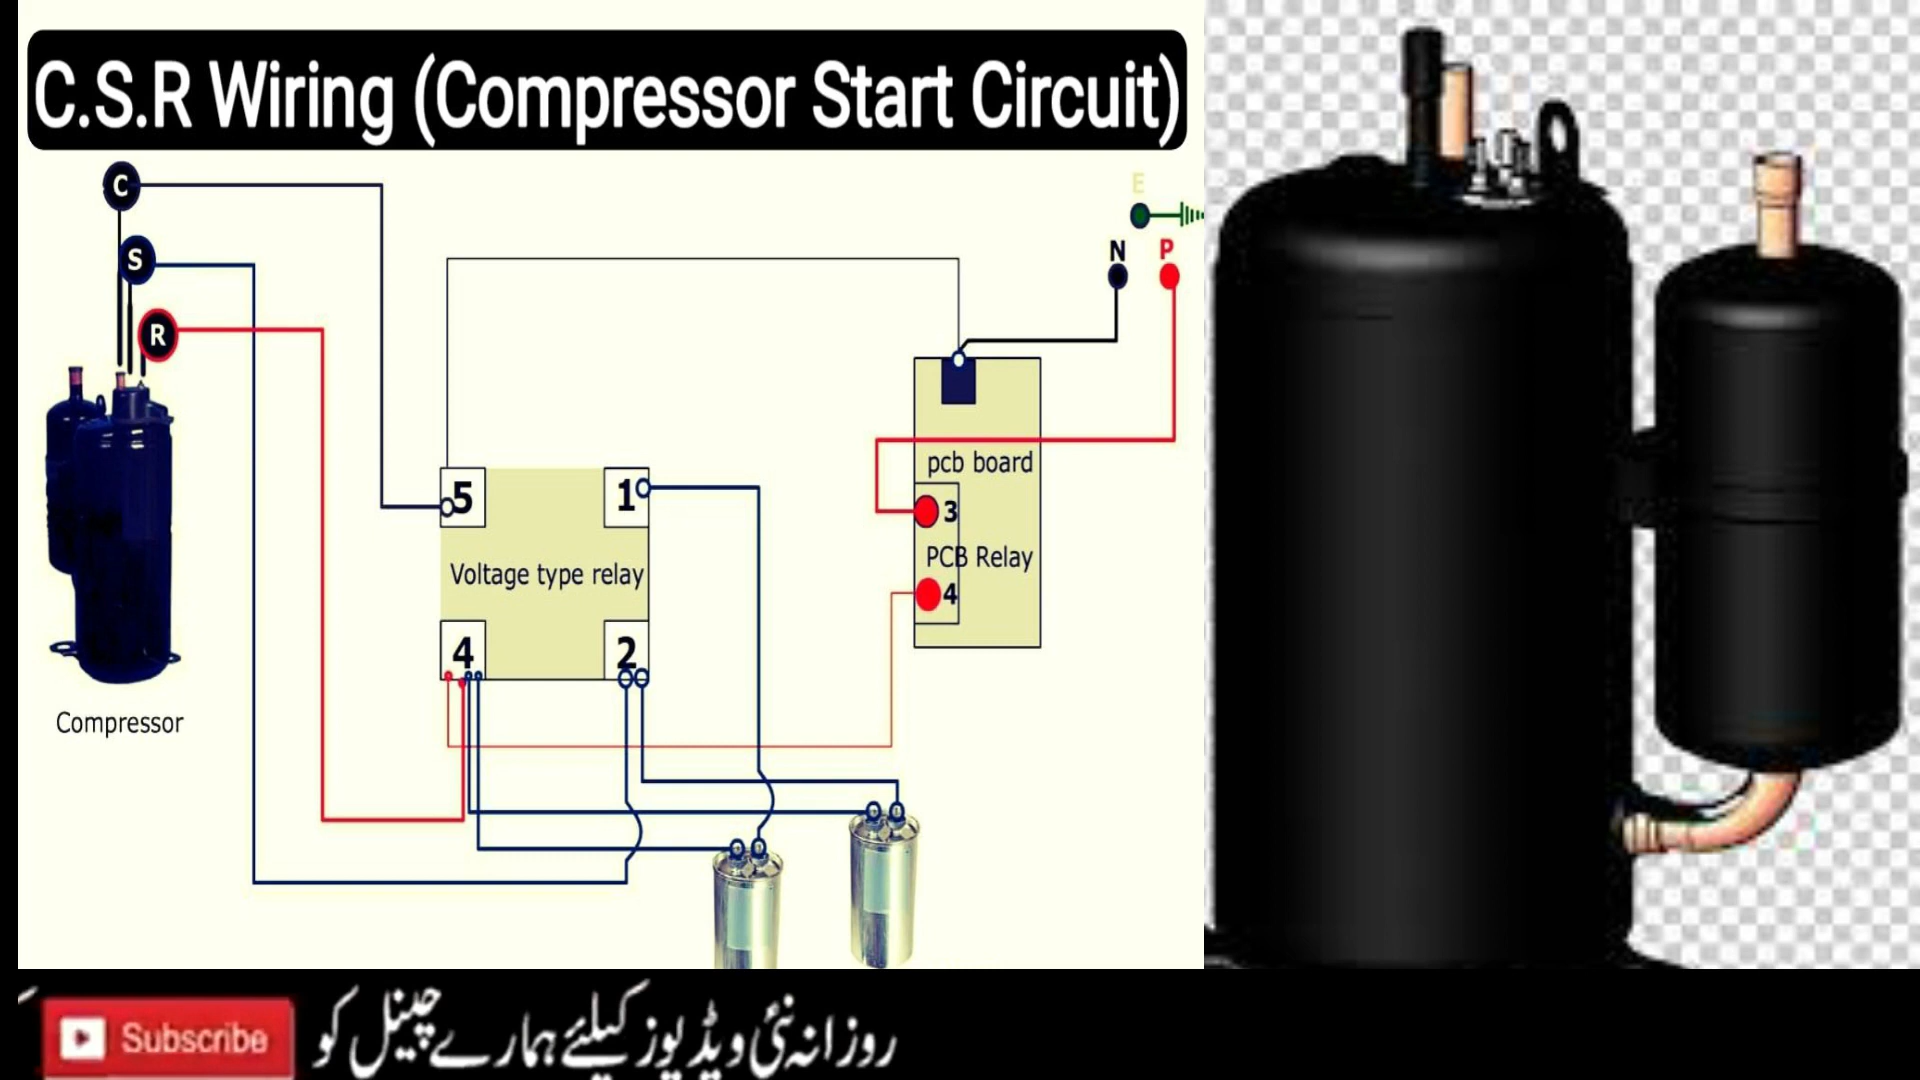 C.S.R Wiring (Compressor Start Circuit)
C
S
R
E
N P
5
1
Voltage type relay
4
2
pcb board
3
PCB Relay
4
Compressor
Subscribe
روزانہ نئی ویڈیوز کیلئے ہمارے چینل کو